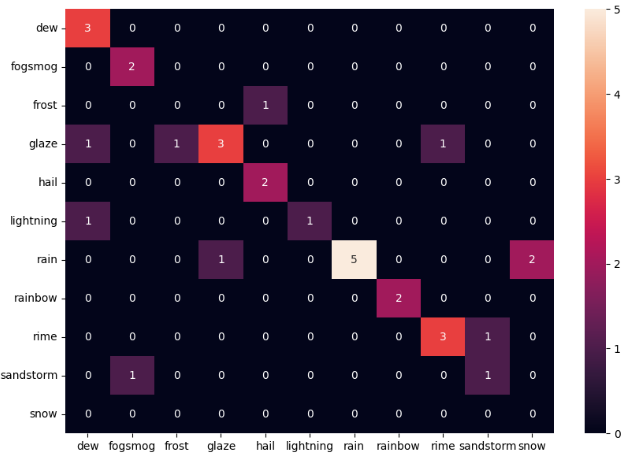 dew 3 0 0 0 0 0 0 0 0 0 0
fogsmog 0 2 0 0 0 0 0 0 0 0 0
frost 0 0 0 0 1 0 0 0 0 0 0
glaze 1 0 1 3 0 0 0 0 1 0 0
hail 0 0 0 0 2 0 0 0 0 0 0
lightning 1 0 0 0 0 1 0 0 0 0 0
rain 0 0 0 1 0 0 5 0 0 0 2
rainbow 0 0 0 0 0 0 0 2 0 0 0
rime 0 0 0 0 0 0 0 0 3 1 0
sandstorm 0 1 0 0 0 0 0 0 0 1 0
snow 0 0 0 0 0 0 0 0 0 0 0
dew fogsmog frost glaze hail lightning rain rainbow rime sandstorm snow
5
4
3
2
1
0